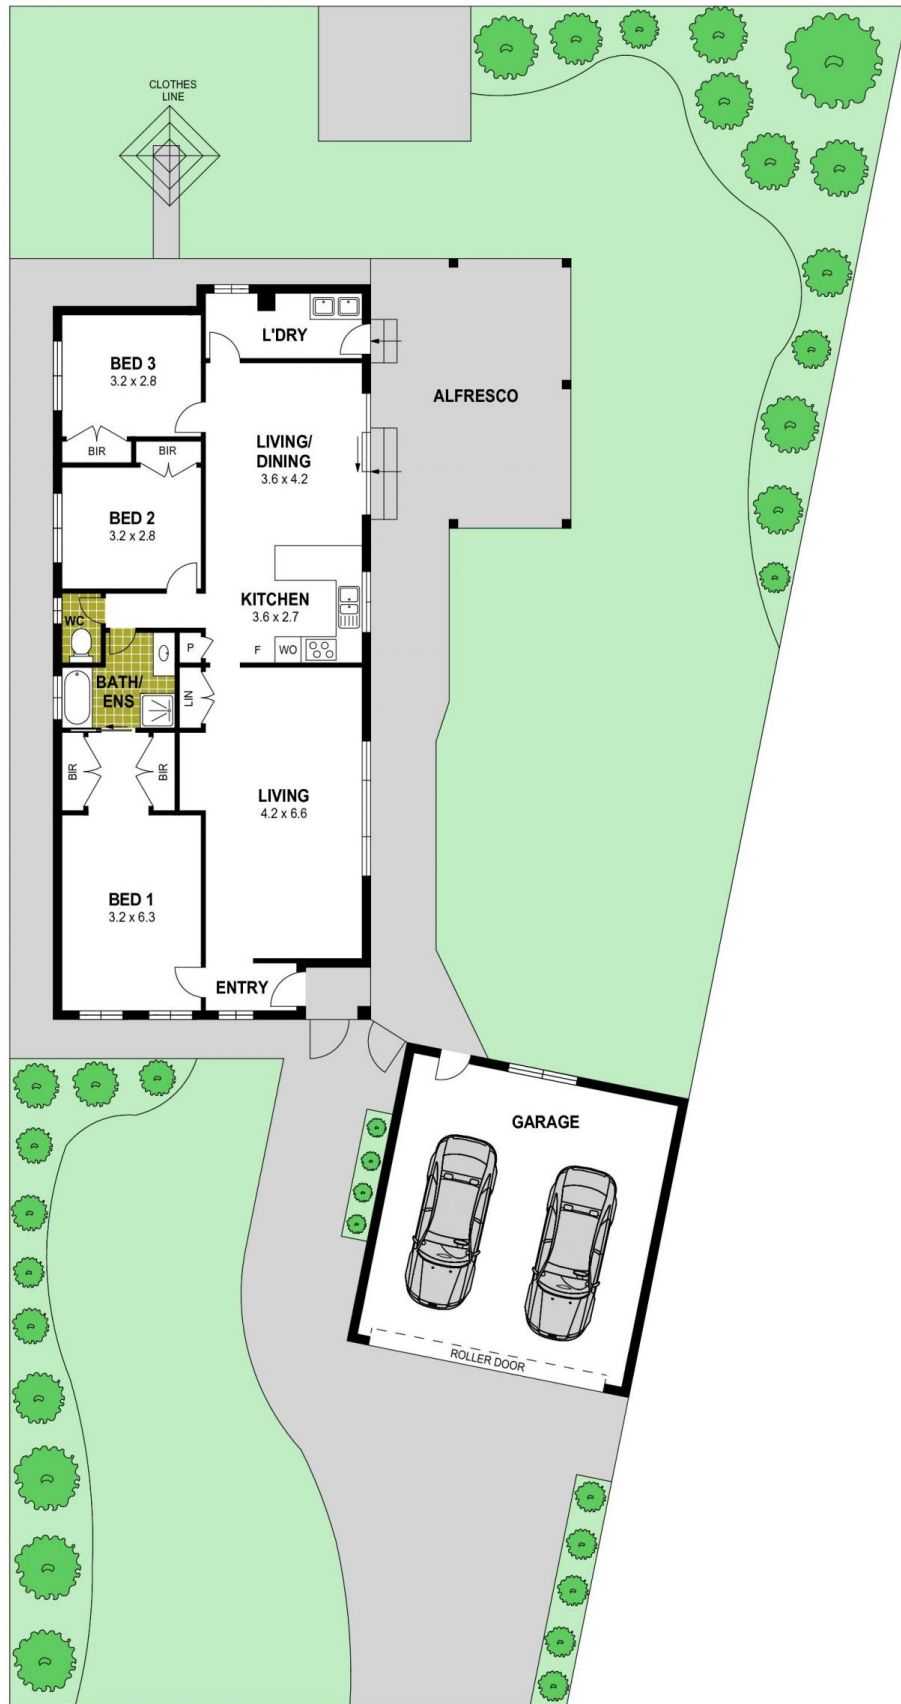 CLOTHES
LINE
L'DRY
BED 3
3.2 x 2.8
ALFRESCO
LIVING/
DINING
3.6 x 4.2
BIR
BIR
BED 2
3.2 x 2.8
KITCHEN
3.6 x 2.7
WC
P
F
WO
BATH/
ENS
LIN
BIR
BIR
LIVING
4.2 x 6.6
BED 1
3.2 x 6.3
ENTRY
GARAGE
ROLLER DOOR